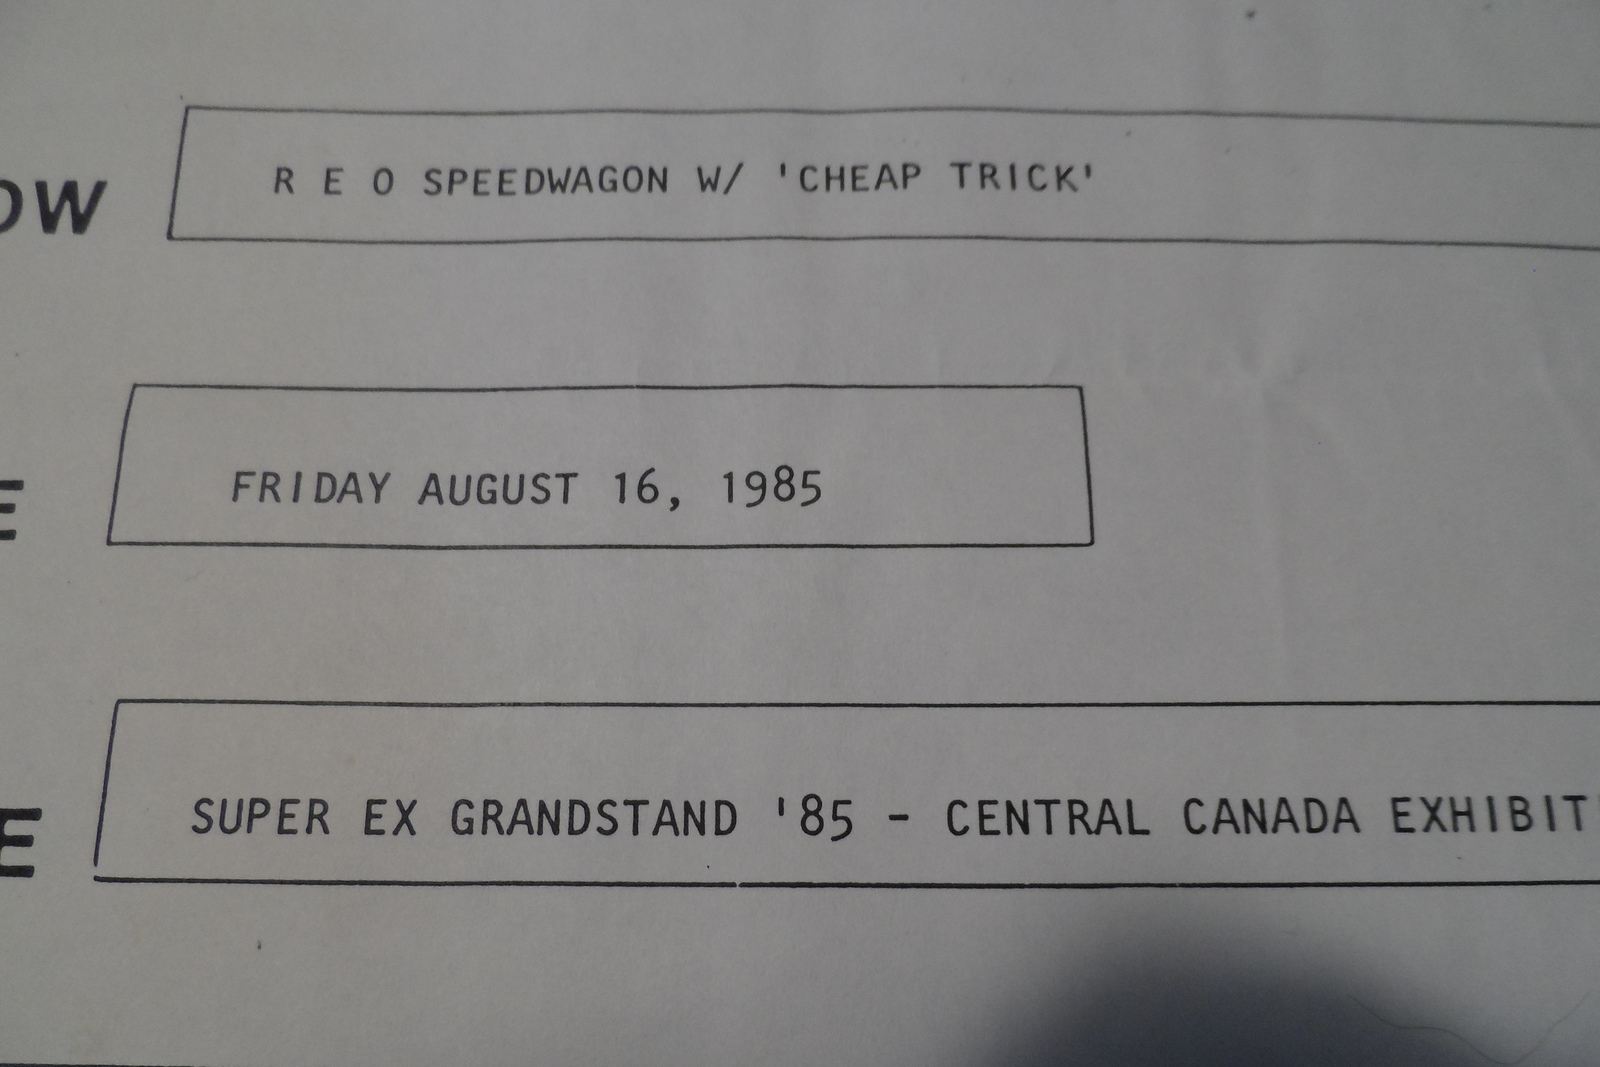 OW R E O SPEEDWAGON W/ 'CHEAP TRICK'
E FRIDAY AUGUST 16, 1985
E SUPER EX GRANDSTAND '85 - CENTRAL CANADA EXHIBIT